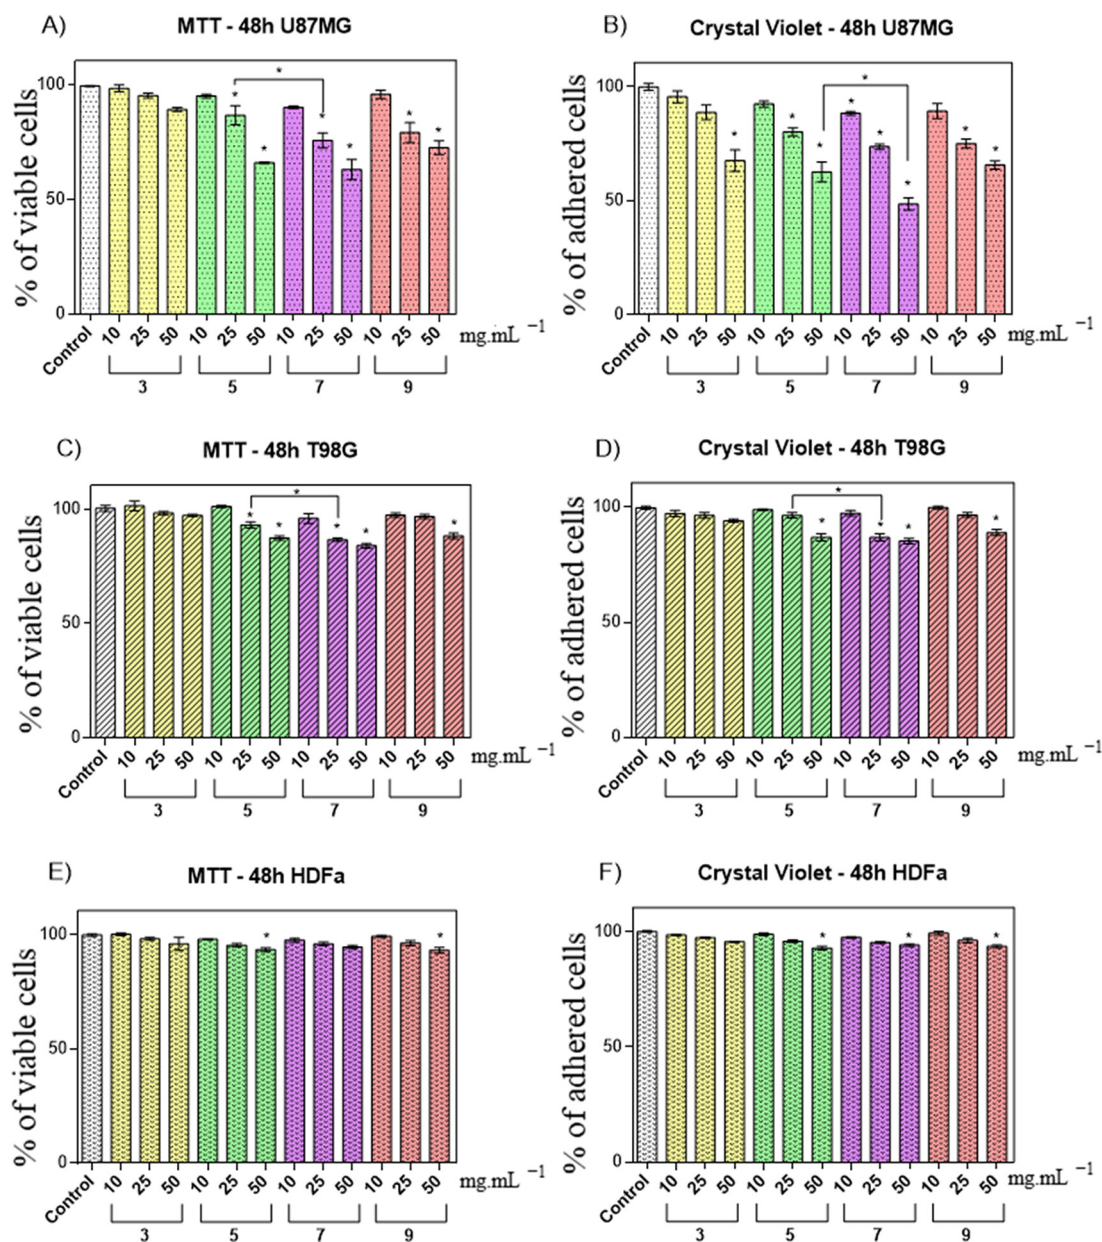 A)
MTT - 48h U87MG
% of viable cells
100
*
*
*
*
*
*
*
50
0
Control 10 25 50 10 25 50 10 25 50 10 25 50 mg.mL −1
3 5 7 9
B)
Crystal Violet - 48h U87MG
% of adhered cells
100
*
*
*
*
*
*
*
*
*
50
0
Control 10 25 50 10 25 50 10 25 50 10 25 50 mg.mL −1
3 5 7 9
C)
MTT - 48h T98G
% of viable cells
100
*
*
*
*
*
*
50
0
Control 10 25 50 10 25 50 10 25 50 10 25 50 mg.mL −1
3 5 7 9
D)
Crystal Violet - 48h T98G
% of adhered cells
100
*
*
*
*
*
50
0
Control 10 25 50 10 25 50 10 25 50 10 25 50 mg.mL −1
3 5 7 9
E)
MTT - 48h HDFa
% of viable cells
100
*
*
50
0
Control 10 25 50 10 25 50 10 25 50 10 25 50 mg.mL −1
3 5 7 9
F)
Crystal Violet - 48h HDFa
% of adhered cells
100
*
*
*
50
0
Control 10 25 50 10 25 50 10 25 50 10 25 50 mg.mL −1
3 5 7 9